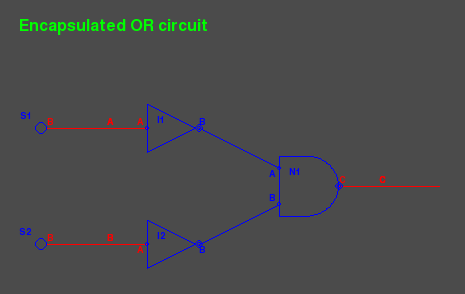 Encapsulated OR circuit
S1 A A I1 B
A N1 C
B
S2 I2
A B